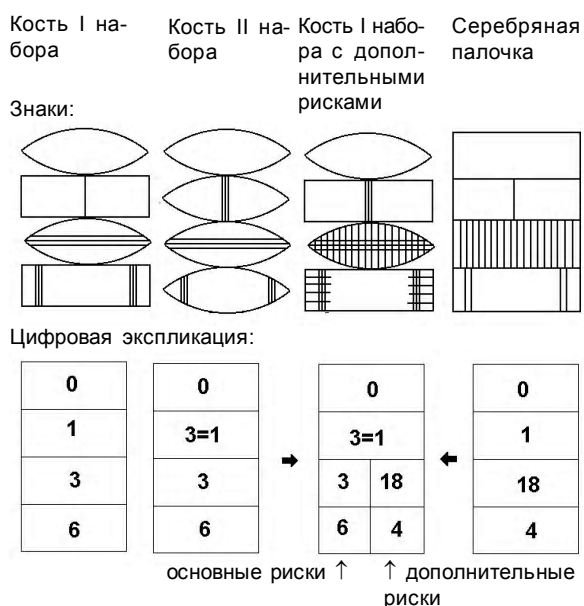 Кость I на-
бора
Кость II на-
бора
Кость I набо-
ра с допол-
нительными
рисками
Серебряная
палочка
Знаки:
Цифровая экспликация:
0
1
3
6
0
3=1
3
6
➡
0
3=1
3 18
6 4
⬅
0
1
18
4
основные риски ↑ ↑ дополнительные
риски